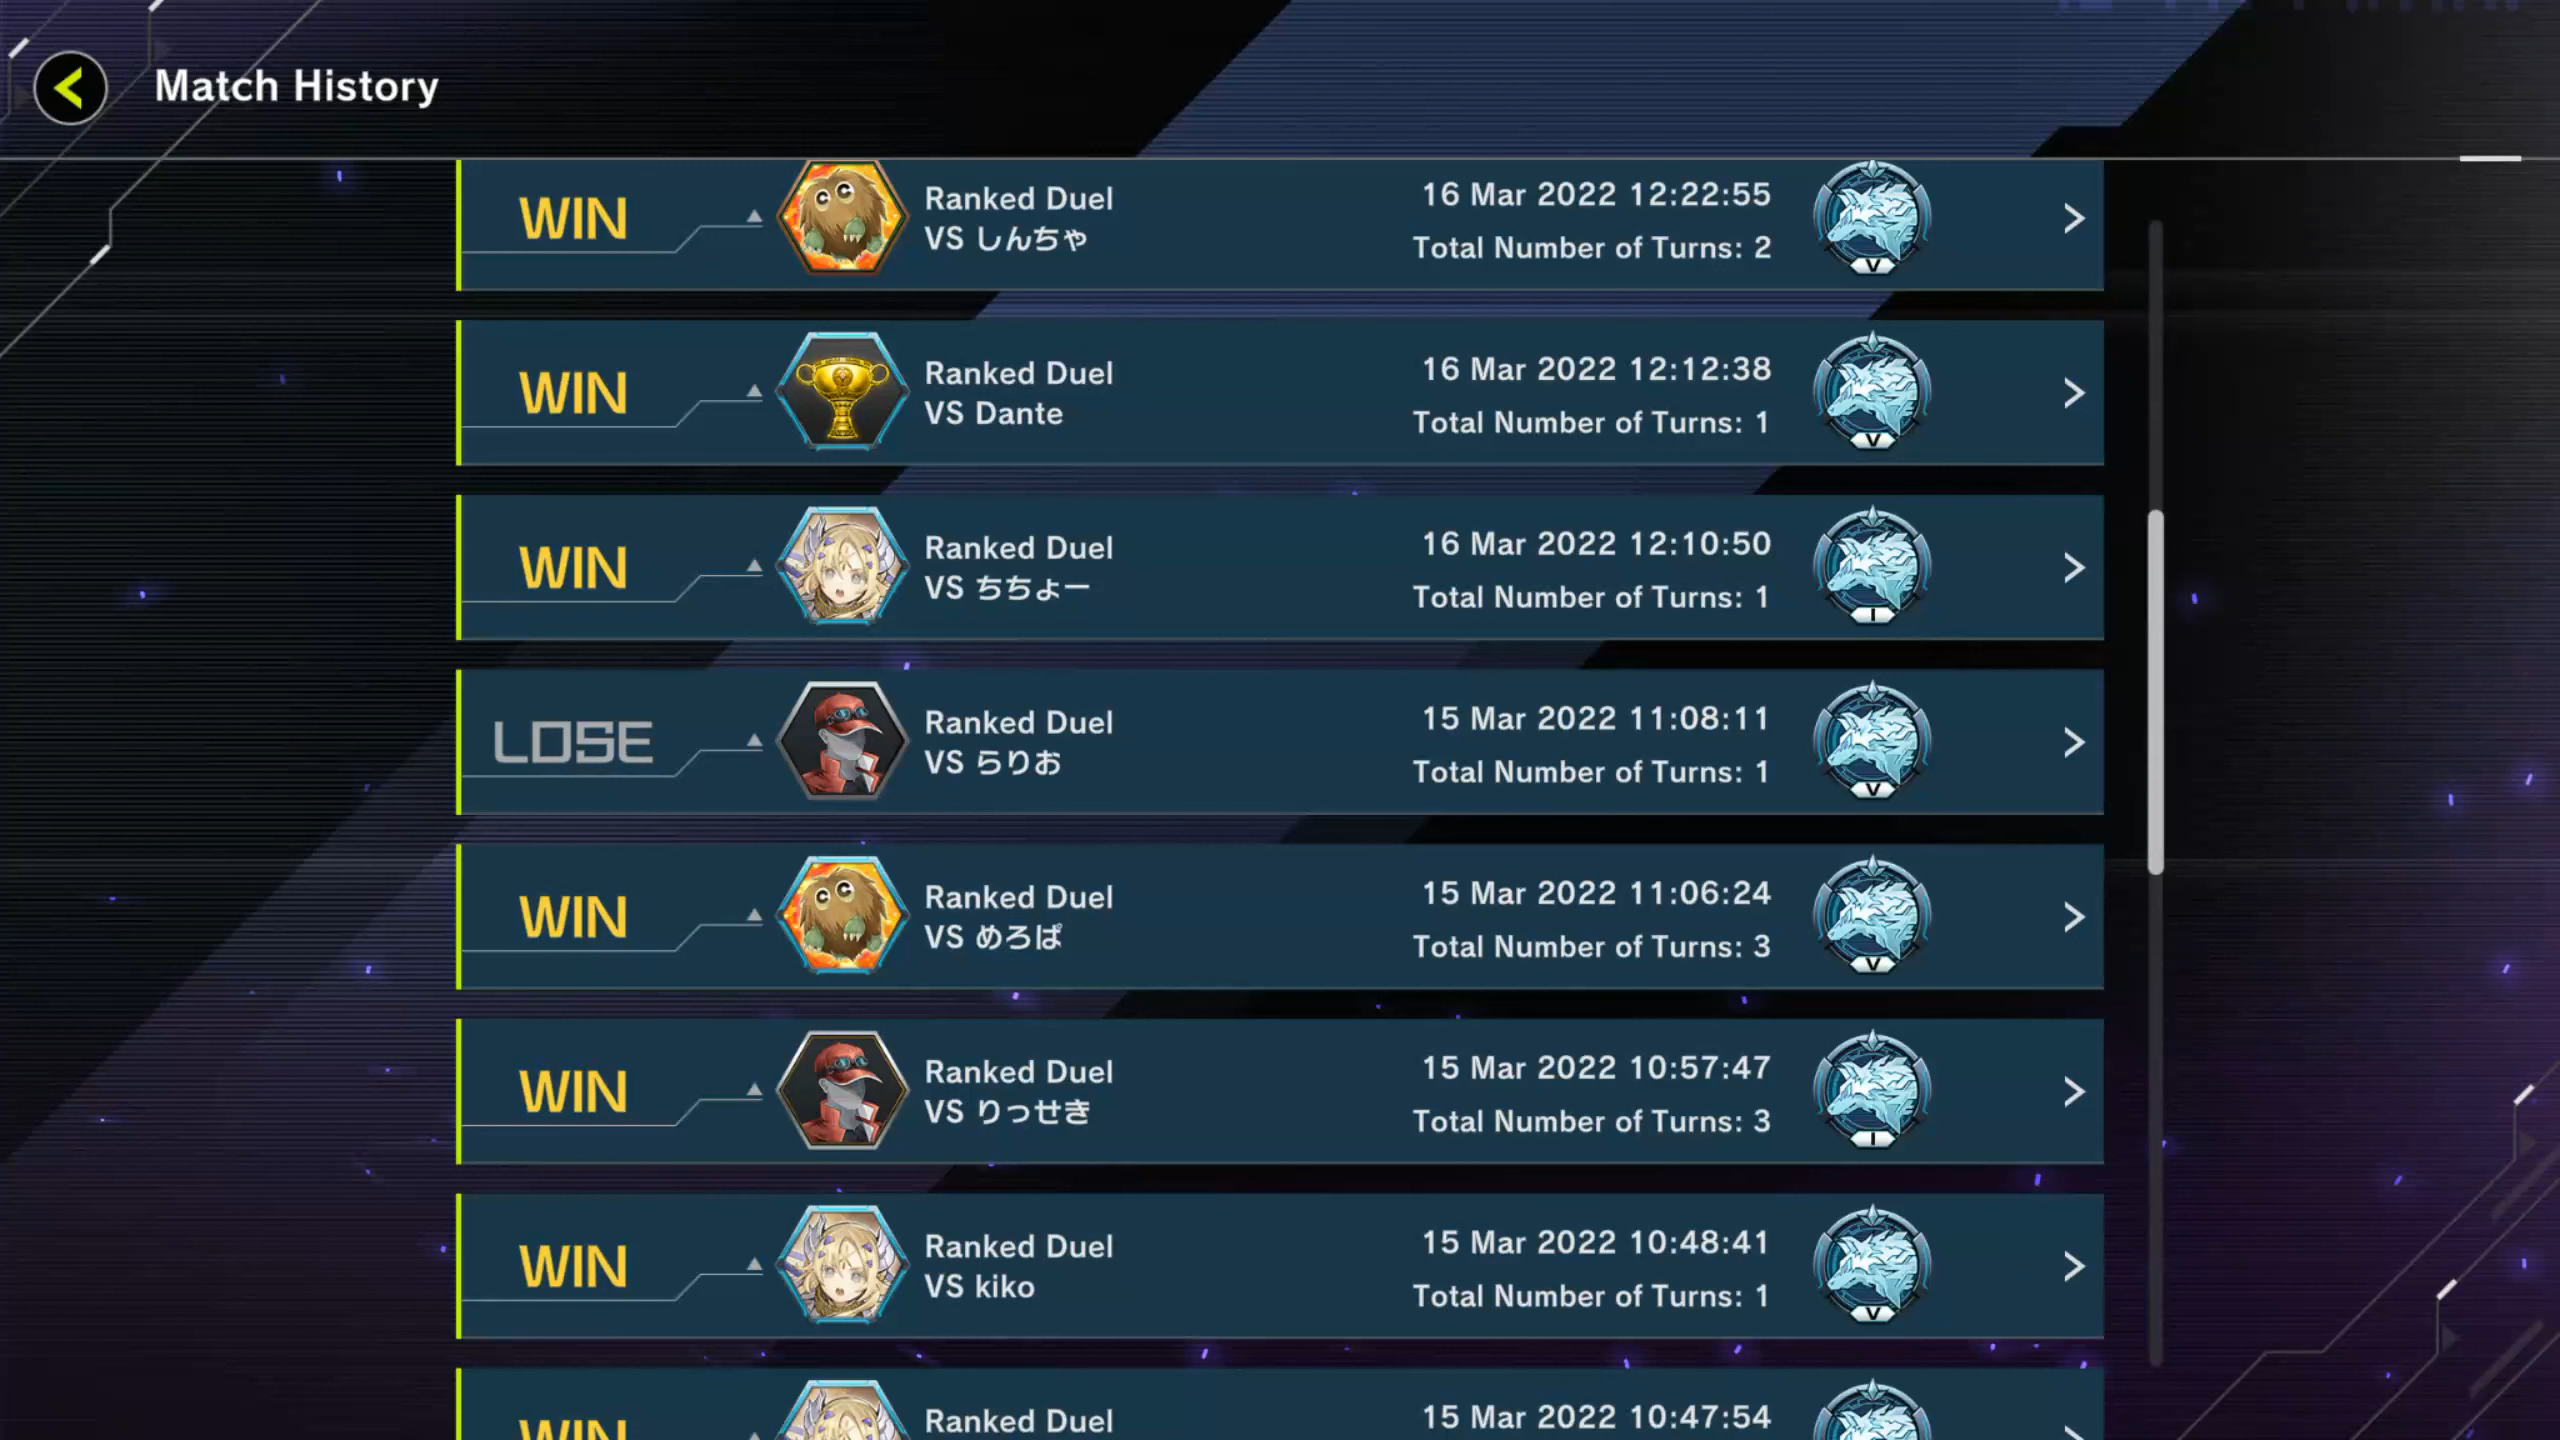 Match History
WIN
Ranked Duel
VS しんちゃ
16 Mar 2022 12:22:55
Total Number of Turns: 2
V
WIN
Ranked Duel
VS Dante
16 Mar 2022 12:12:38
Total Number of Turns: 1
V
WIN
Ranked Duel
VS ちちょー
16 Mar 2022 12:10:50
Total Number of Turns: 1
I
LOSE
Ranked Duel
VS らりお
15 Mar 2022 11:08:11
Total Number of Turns: 1
V
WIN
Ranked Duel
VS めろぱ
15 Mar 2022 11:06:24
Total Number of Turns: 3
V
WIN
Ranked Duel
VS りっせき
15 Mar 2022 10:57:47
Total Number of Turns: 3
I
WIN
Ranked Duel
VS kiko
15 Mar 2022 10:48:41
Total Number of Turns: 1
V
WIN
Ranked Duel
15 Mar 2022 10:47:54